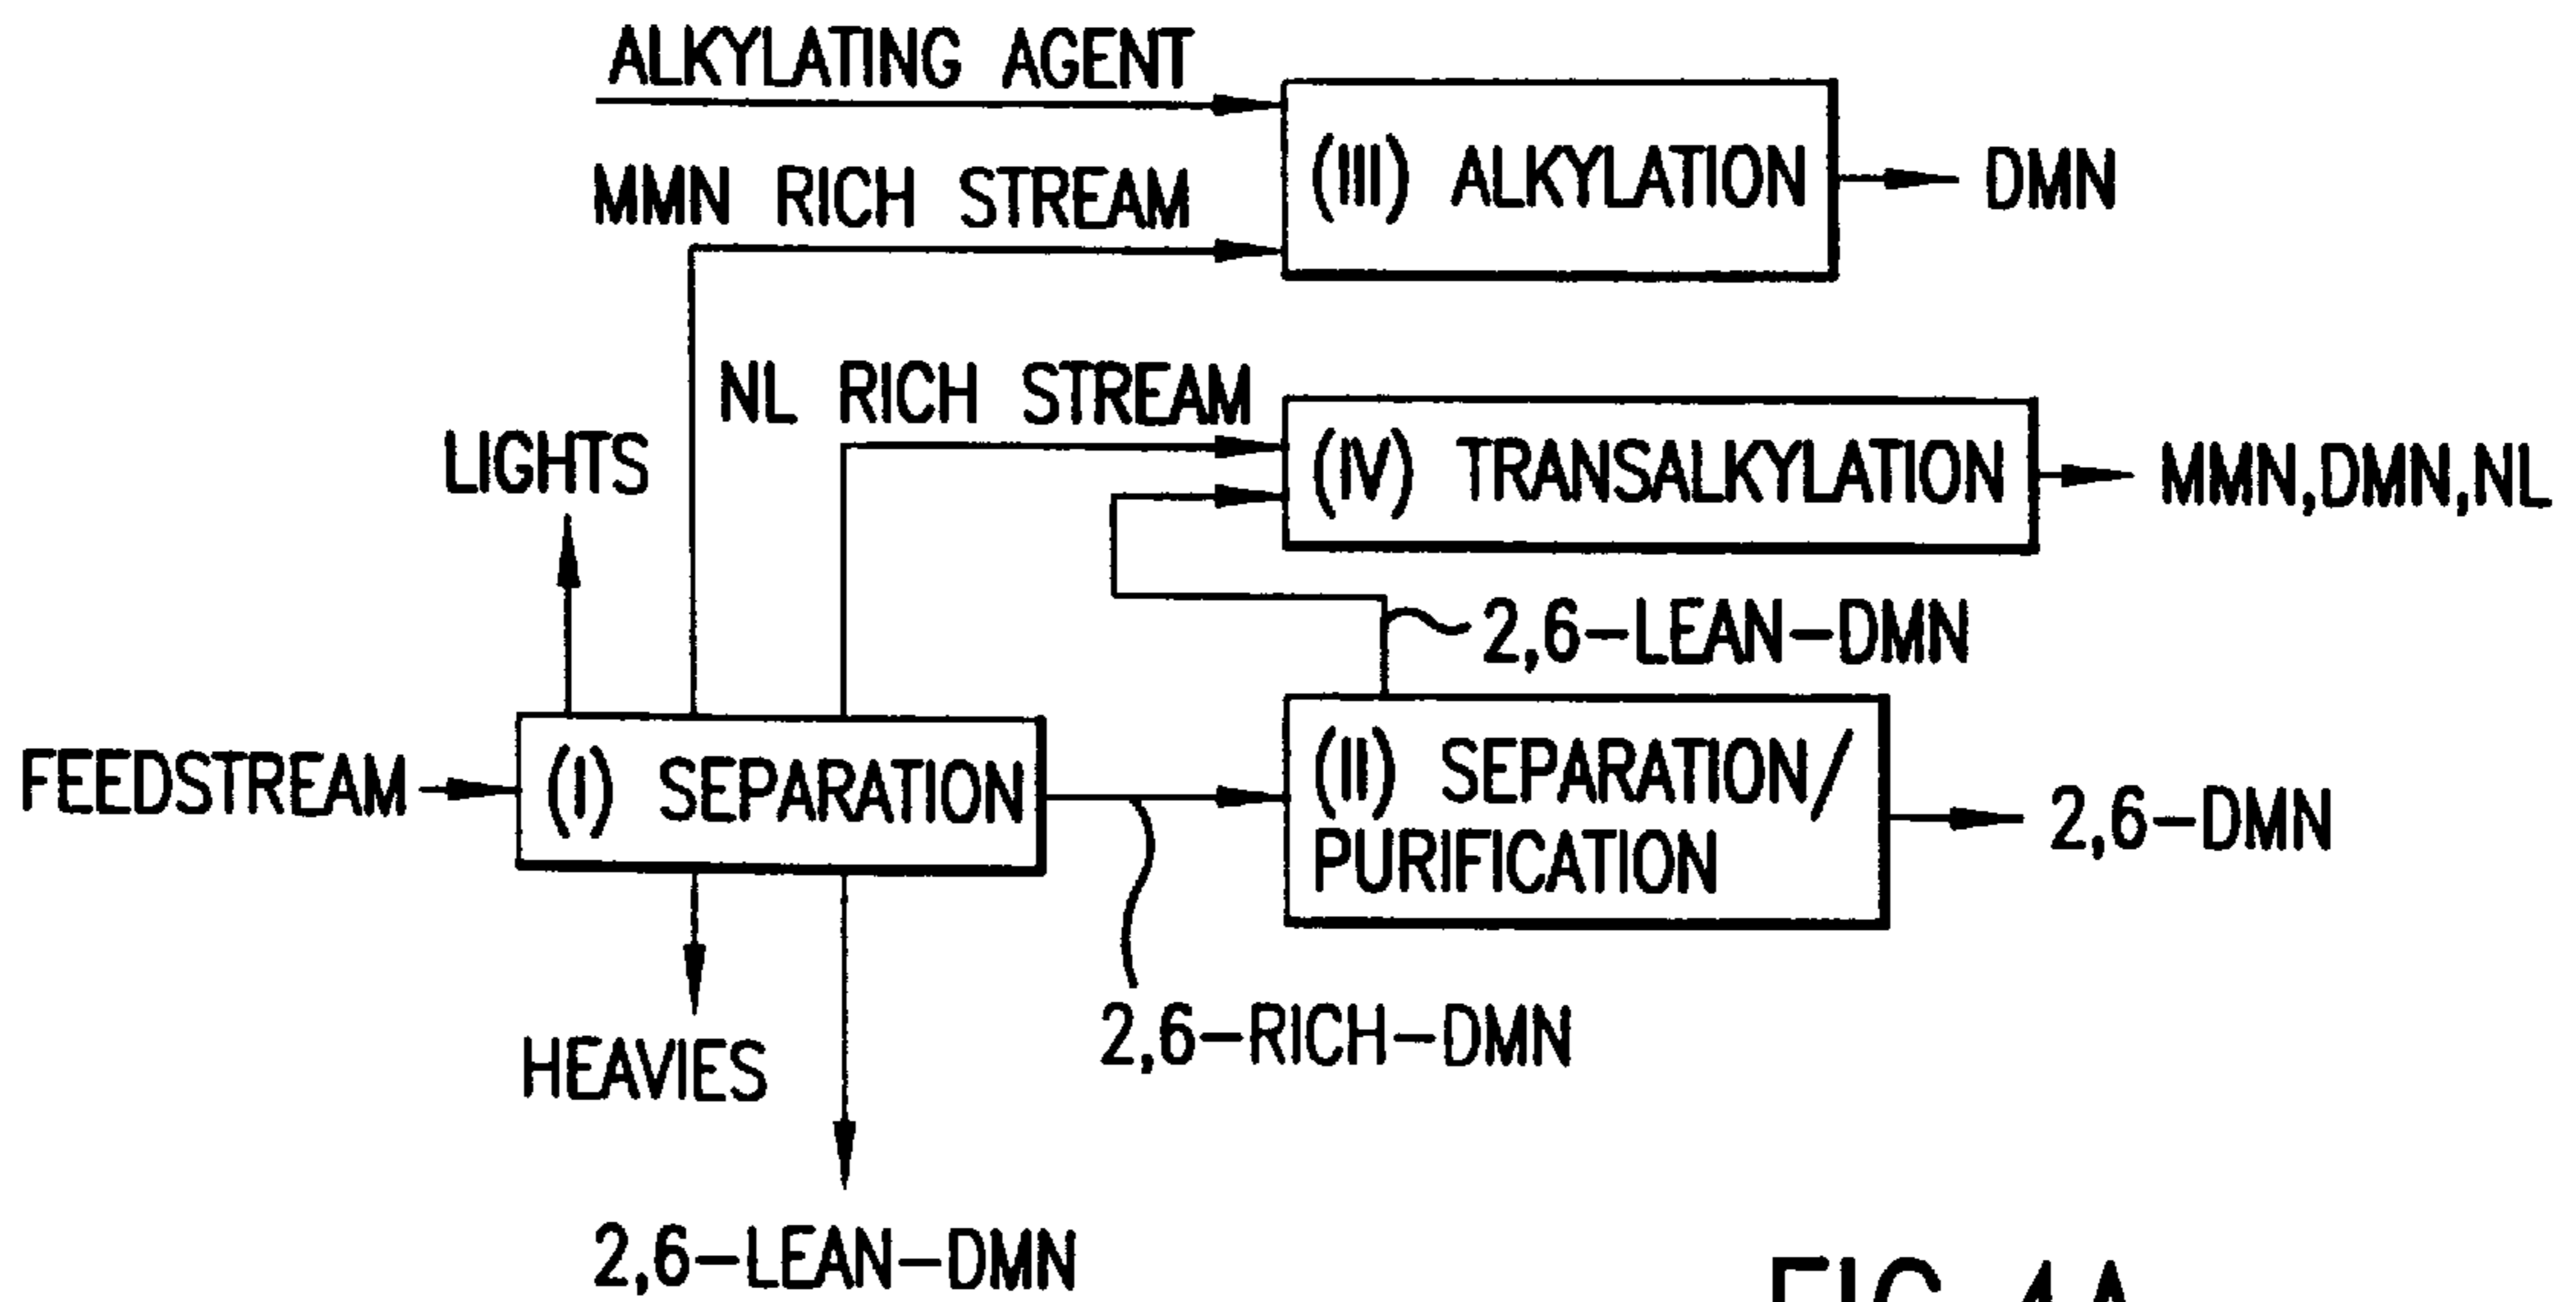 ALKYLATING AGENT
MMN RICH STREAM
(III) ALKYLATION
DMN
NL RICH STREAM
LIGHTS
(IV) TRANSALKYLATION
MMN,DMN,NL
2,6-LEAN-DMN
FEEDSTREAM
(I) SEPARATION
(II) SEPARATION/
PURIFICATION
2,6-DMN
2,6-RICH-DMN
HEAVIES
2,6-LEAN-DMN